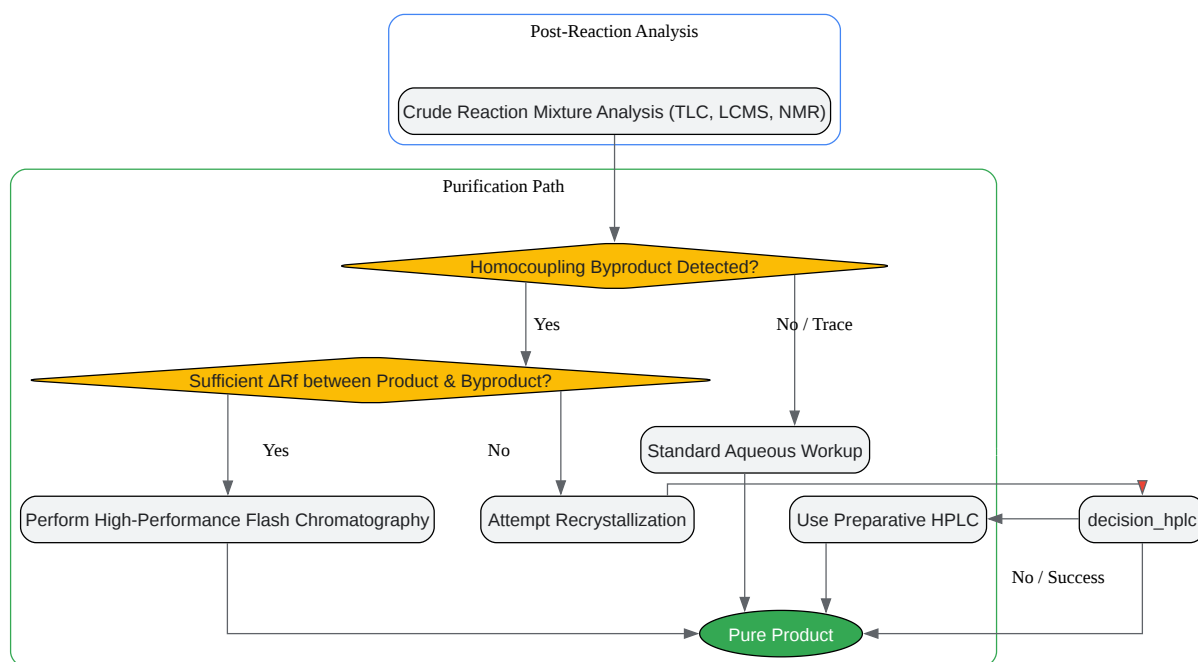 Post-Reaction Analysis
Crude Reaction Mixture Analysis (TLC, LCMS, NMR)
Purification Path
Homocoupling Byproduct Detected?
Yes
No / Trace
Sufficient ΔRf between Product & Byproduct?
Yes
No
Standard Aqueous Workup
Perform High-Performance Flash Chromatography
Attempt Recrystallization
Use Preparative HPLC
decision_hplc
No / Success
Pure Product